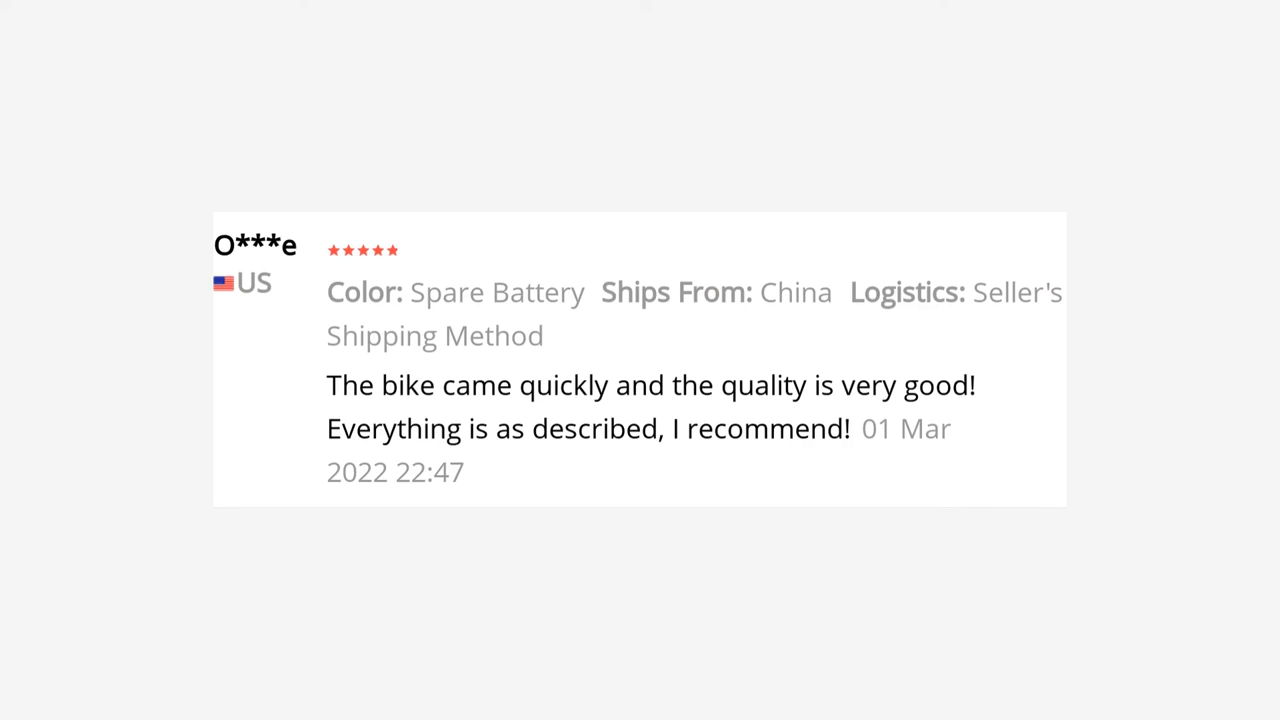 O***e
US
Color: Spare Battery Ships From: China Logistics: Seller's
Shipping Method
The bike came quickly and the quality is very good!
Everything is as described, I recommend! 01 Mar
2022 22:47